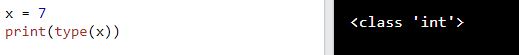 x = 7
print(type(x))
<class 'int'>